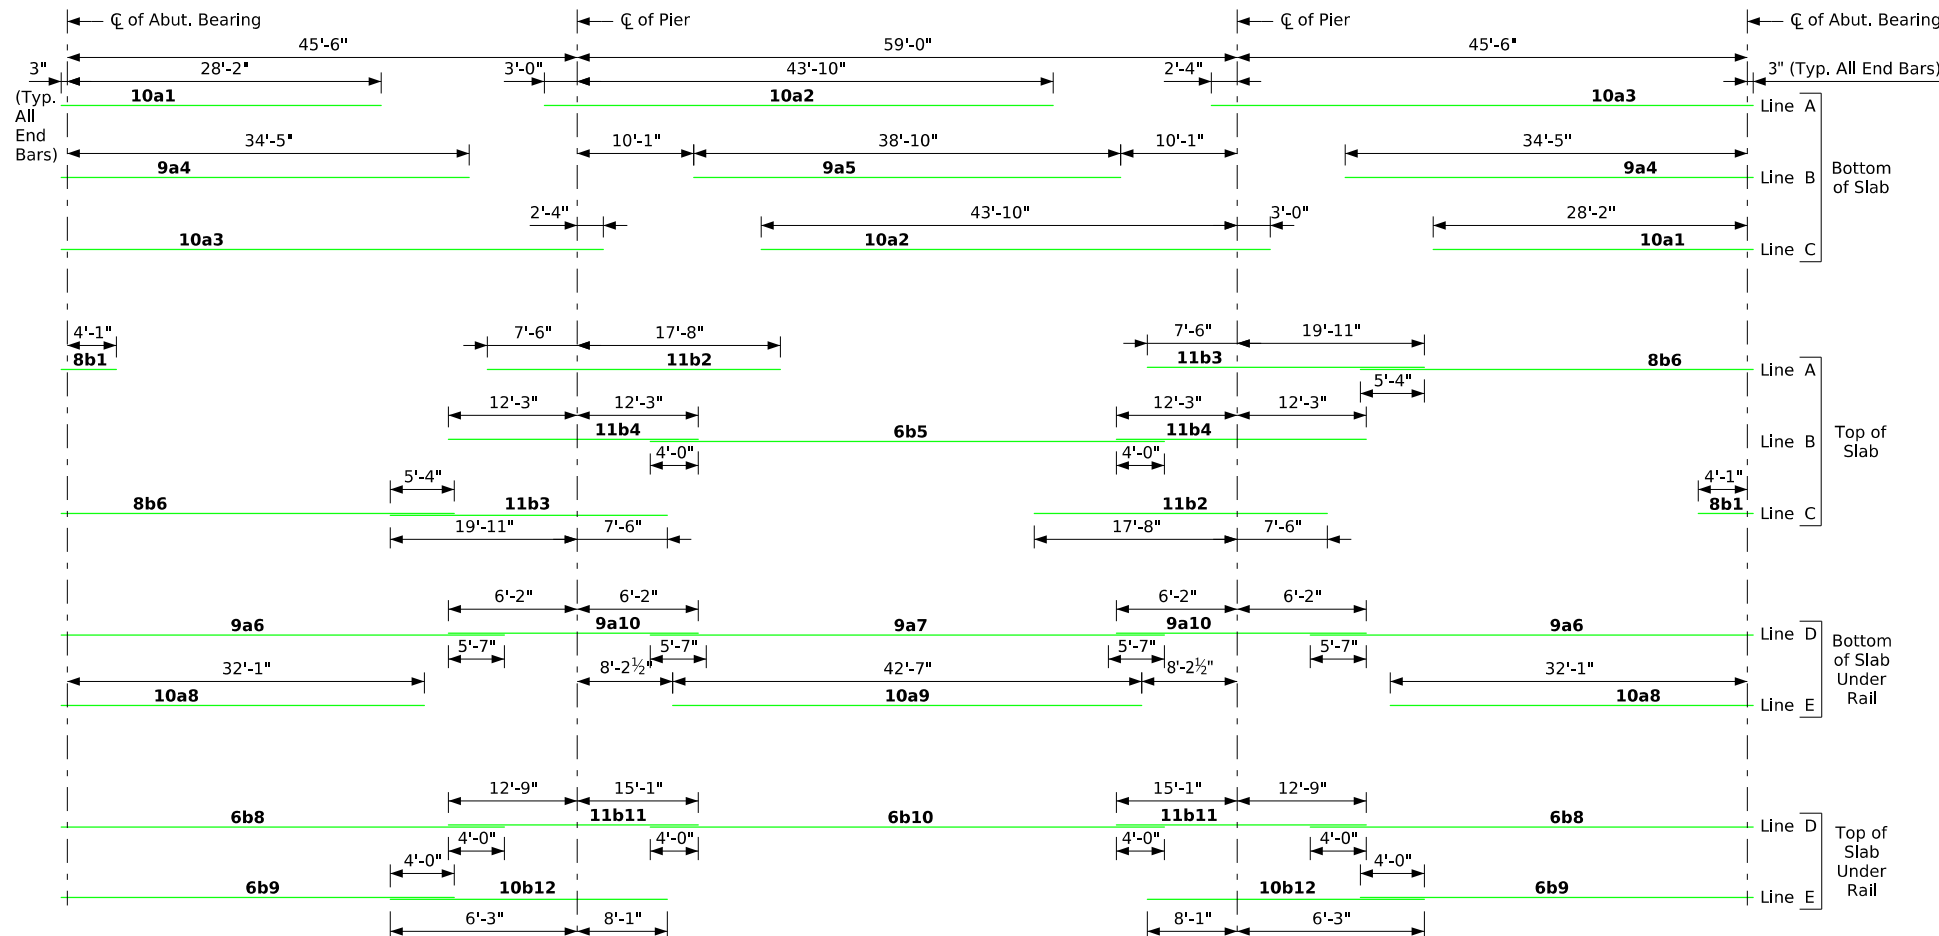 ℄ of Abut. Bearing
℄ of Pier
℄ of Pier
℄ of Abut. Bearing
45'-6"
59'-0"
45'-6"
3"
28'-2"
3'-0"
43'-10"
2'-4"
3" (Typ. All End Bars)
(Typ.
All
End
Bars)
10a1
10a2
10a3
Line A
34'-5"
10'-1"
38'-10"
10'-1"
34'-5"
9a4
9a5
9a4
Line B
Bottom
of Slab
2'-4"
43'-10"
3'-0"
28'-2"
10a3
10a2
10a1
Line C
4'-1"
7'-6"
17'-8"
7'-6"
19'-11"
8b1
11b2
11b3
8b6
Line A
5'-4"
12'-3"
12'-3"
12'-3"
12'-3"
11b4
6b5
11b4
Line B
Top of
Slab
4'-0"
4'-0"
5'-4"
4'-1"
8b6
11b3
11b2
8b1
Line C
19'-11"
7'-6"
17'-8"
7'-6"
6'-2"
6'-2"
6'-2"
6'-2"
9a6
9a10
9a7
9a10
9a6
Line D
5'-7"
5'-7"
5'-7"
5'-7"
Bottom
of Slab
Under
Rail
32'-1"
8'-2½"
42'-7"
8'-2½"
32'-1"
10a8
10a9
10a8
Line E
12'-9"
15'-1"
15'-1"
12'-9"
6b8
11b11
6b10
11b11
6b8
Line D
4'-0"
4'-0"
4'-0"
4'-0"
Top of
Slab
Under
Rail
4'-0"
4'-0"
6b9
10b12
10b12
6b9
Line E
6'-3"
8'-1"
8'-1"
6'-3"